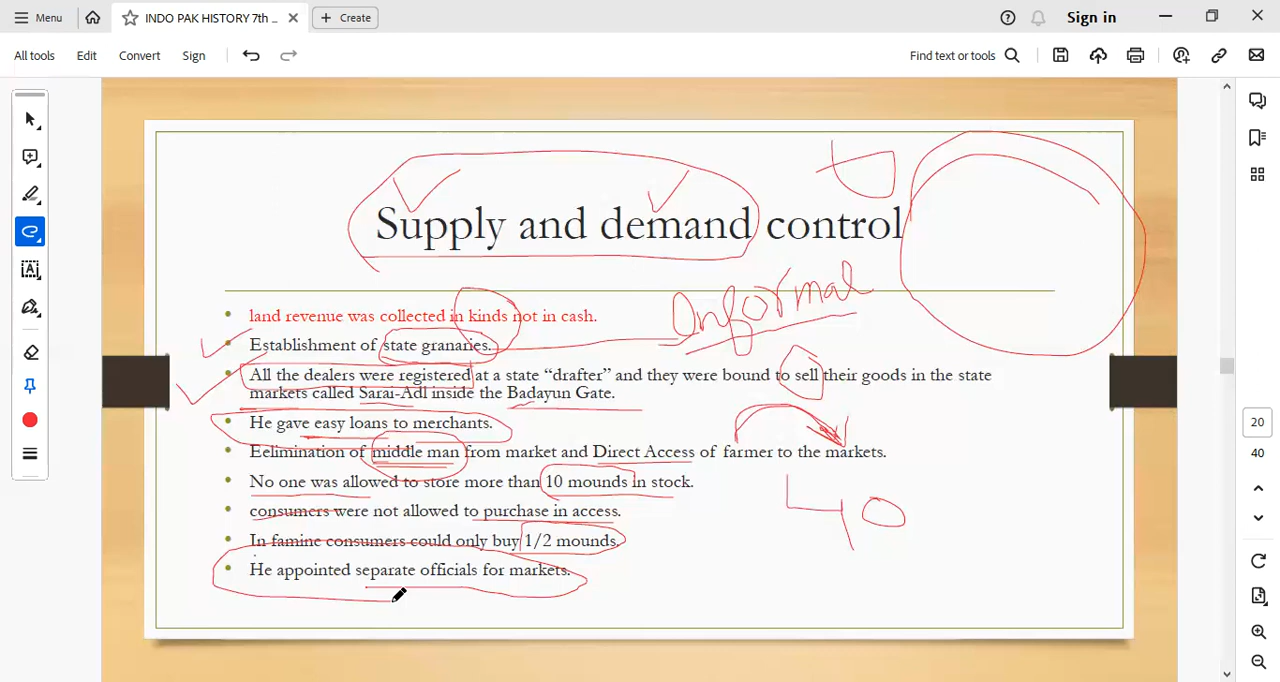 Menu
INDO PAK HISTORY 7th ...
Create
Sign in
All tools
Edit
Convert
Sign
Find text or tools
Supply and demand control
Informal
land revenue was collected in kinds not in cash.
Establishment of state granaries.
All the dealers were registered at a state “drafter” and they were bound to sell their goods in the state
markets called Sarai-Adl inside the Badayun Gate.
He gave easy loans to merchants.
Eelinination of middle man from market and Direct Access of farmer to the markets.
No one was allowed to store more than 10 mounds in stock.
40
consumers were not allowed to purchase in access.
In famine consumers could only buy 1/2 mounds.
He appointed separate officials for markets.
20
40